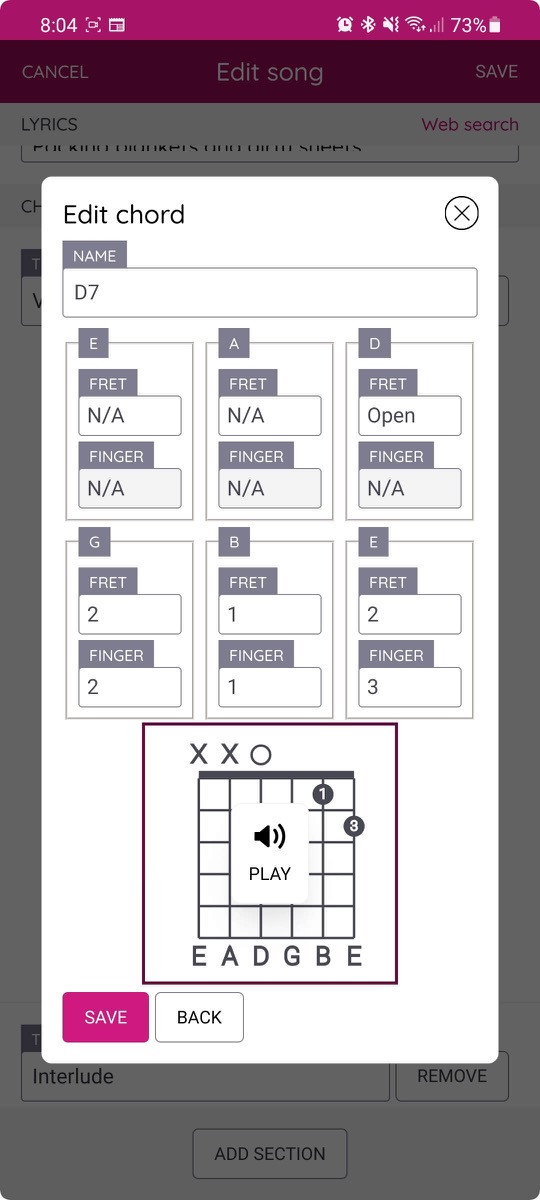 8:04 73%
CANCEL Edit song SAVE
LYRICS Web search
Edit chord
NAME
D7
E A D
FRET FRET FRET
N/A N/A Open
FINGER FINGER FINGER
N/A N/A N/A
G B E
FRET FRET FRET
2 1 2
FINGER FINGER FINGER
2 1 3
X X O
1
3
PLAY
E A D G B E
SAVE BACK
Interlude REMOVE
ADD SECTION